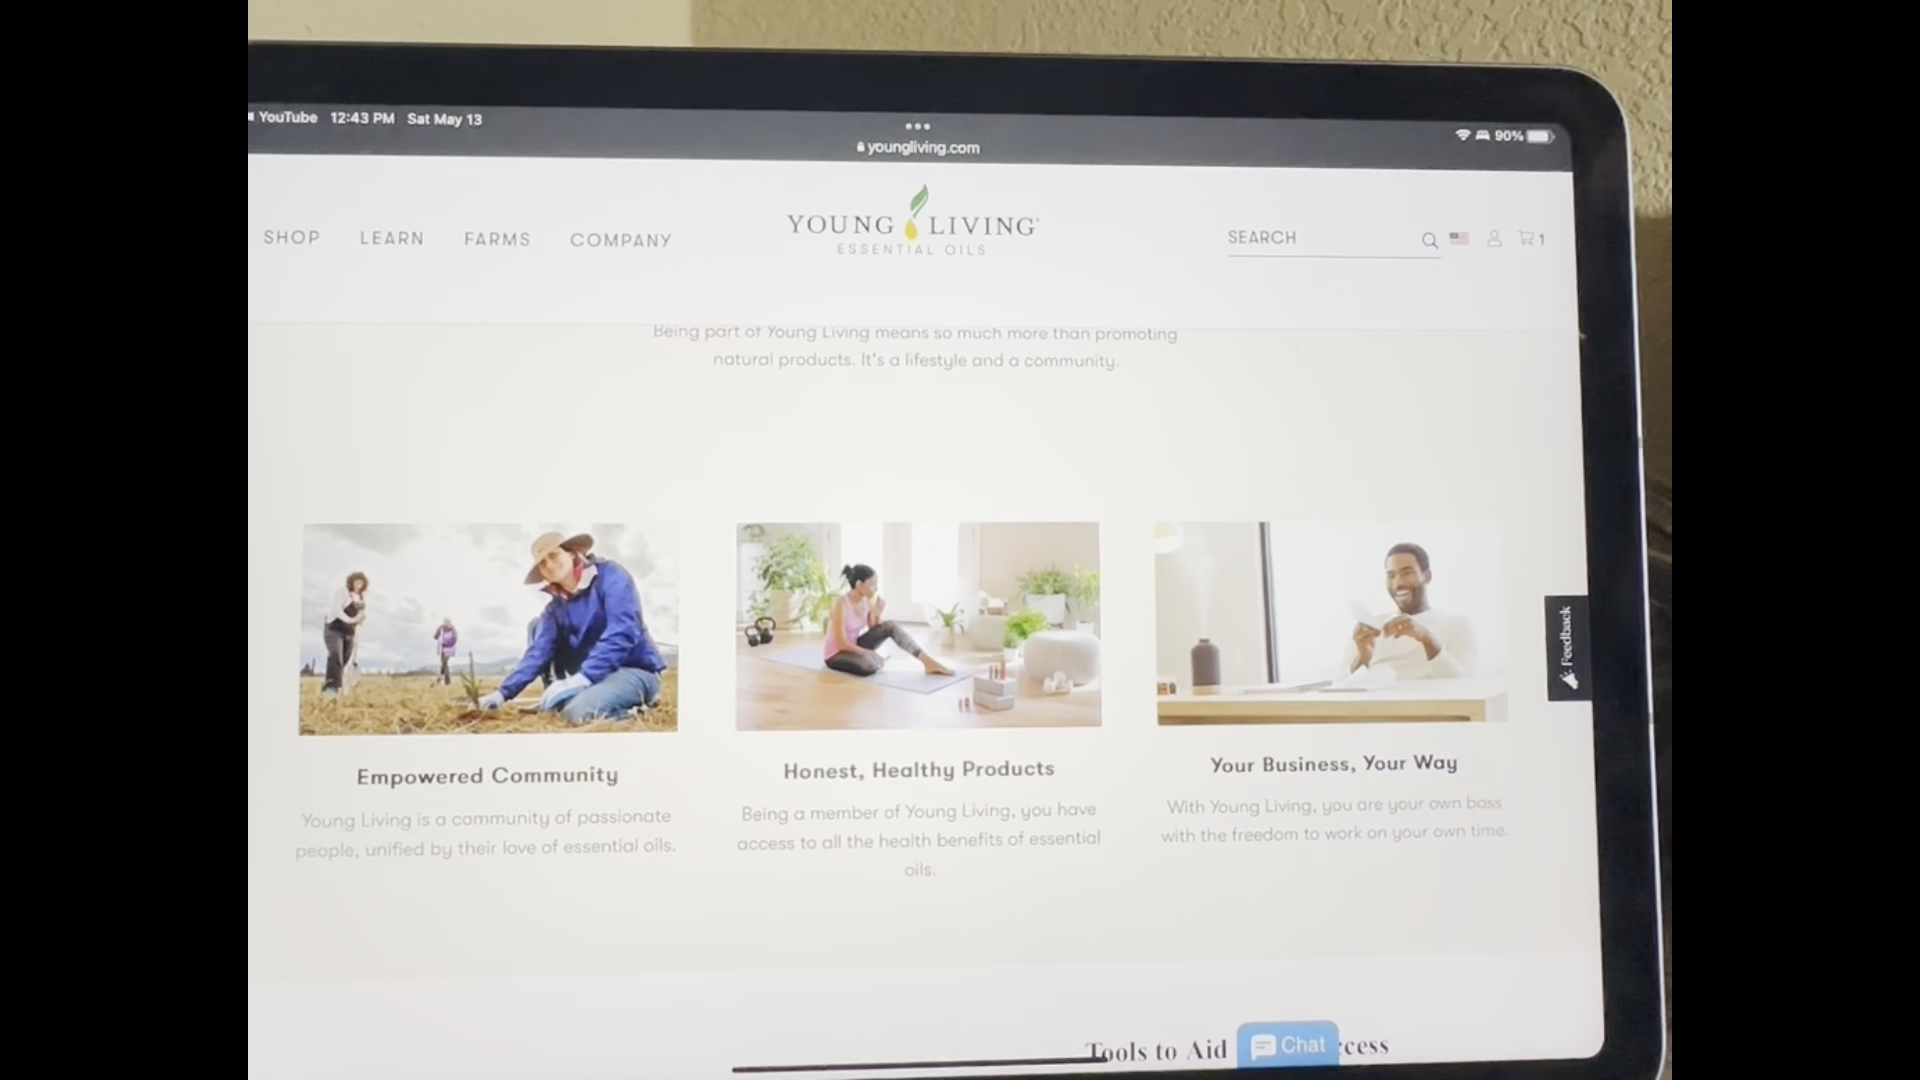 YouTube 12:43 PM Sat May 13
youngliving.com
90%
SHOP LEARN FARMS COMPANY
YOUNG LIVING
ESSENTIAL OILS
SEARCH
1
Being part of Young Living means so much more than promoting
natural products. It's a lifestyle and a community.
Feedback
Empowered Community
Young Living is a community of passionate
people, unified by their love of essential oils.
Honest, Healthy Products
Being a member of Young Living, you have
access to all the health benefits of essential
oils.
Your Business, Your Way
With Young Living, you are your own boss
with the freedom to work on your own time.
Tools to Aid
Chat
ccess